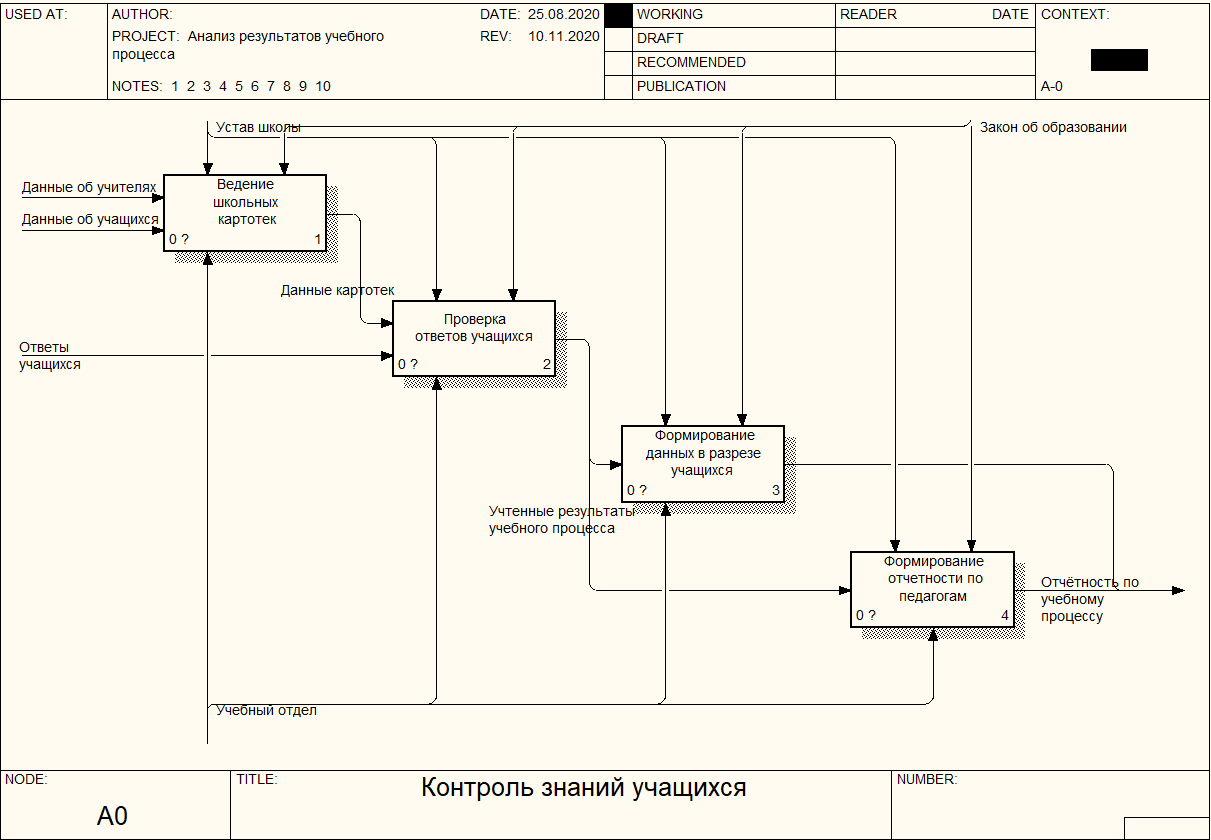 USED AT:
AUTHOR:
DATE: 25.08.2020
PROJECT: Анализ результатов учебного
процесса
REV: 10.11.2020
NOTES: 1 2 3 4 5 6 7 8 9 10
WORKING
DRAFT
RECOMMENDED
PUBLICATION
READER
DATE
CONTEXT:
A-0
Устав школы
Закон об образовании
Данные об учителях
Данные об учащихся
Ведение
школьных
картотек
0 ?
1
Данные картотек
Ответы
учащихся
Проверка
ответов учащихся
0 ?
2
Формирование
данных в разрезе
учащихся
0 ?
3
Учтенные результаты
учебного процесса
Формирование
отчетности по
педагогам
0 ?
4
Отчётность по
учебному
процессу
Учебный отдел
NODE:
A0
TITLE:
Контроль знаний учащихся
NUMBER: